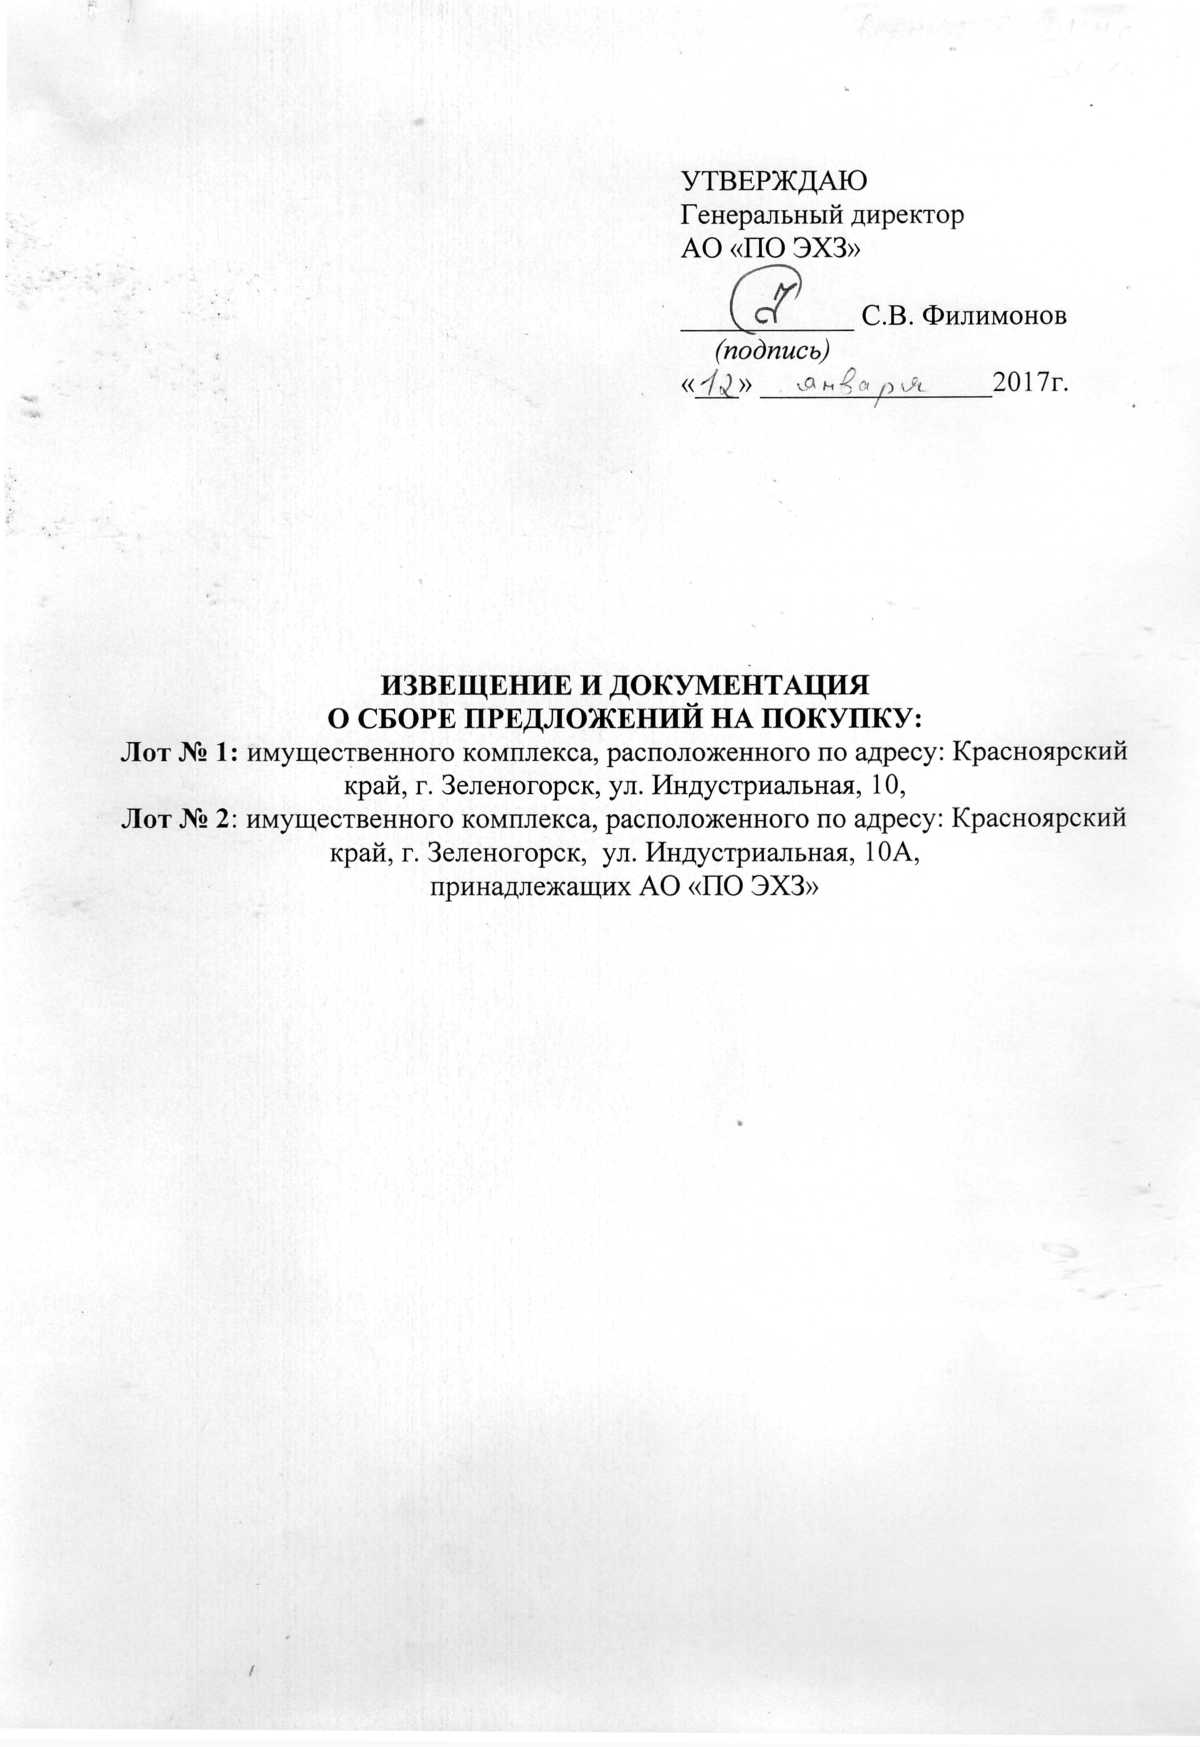 УТВЕРЖДАЮ
Генеральный директор
АО «ПО ЭХЗ»
____________ С.В. Филимонов
(подпись)
«12» января 2017г.
ИЗВЕЩЕНИЕ И ДОКУМЕНТАЦИЯ
О СБОРЕ ПРЕДЛОЖЕНИЙ НА ПОКУПКУ:
Лот № 1: имущественного комплекса, расположенного по адресу: Красноярский
край, г. Зеленогорск, ул. Индустриальная, 10,
Лот № 2: имущественного комплекса, расположенного по адресу: Красноярский
край, г. Зеленогорск, ул. Индустриальная, 10А,
принадлежащих АО «ПО ЭХЗ»